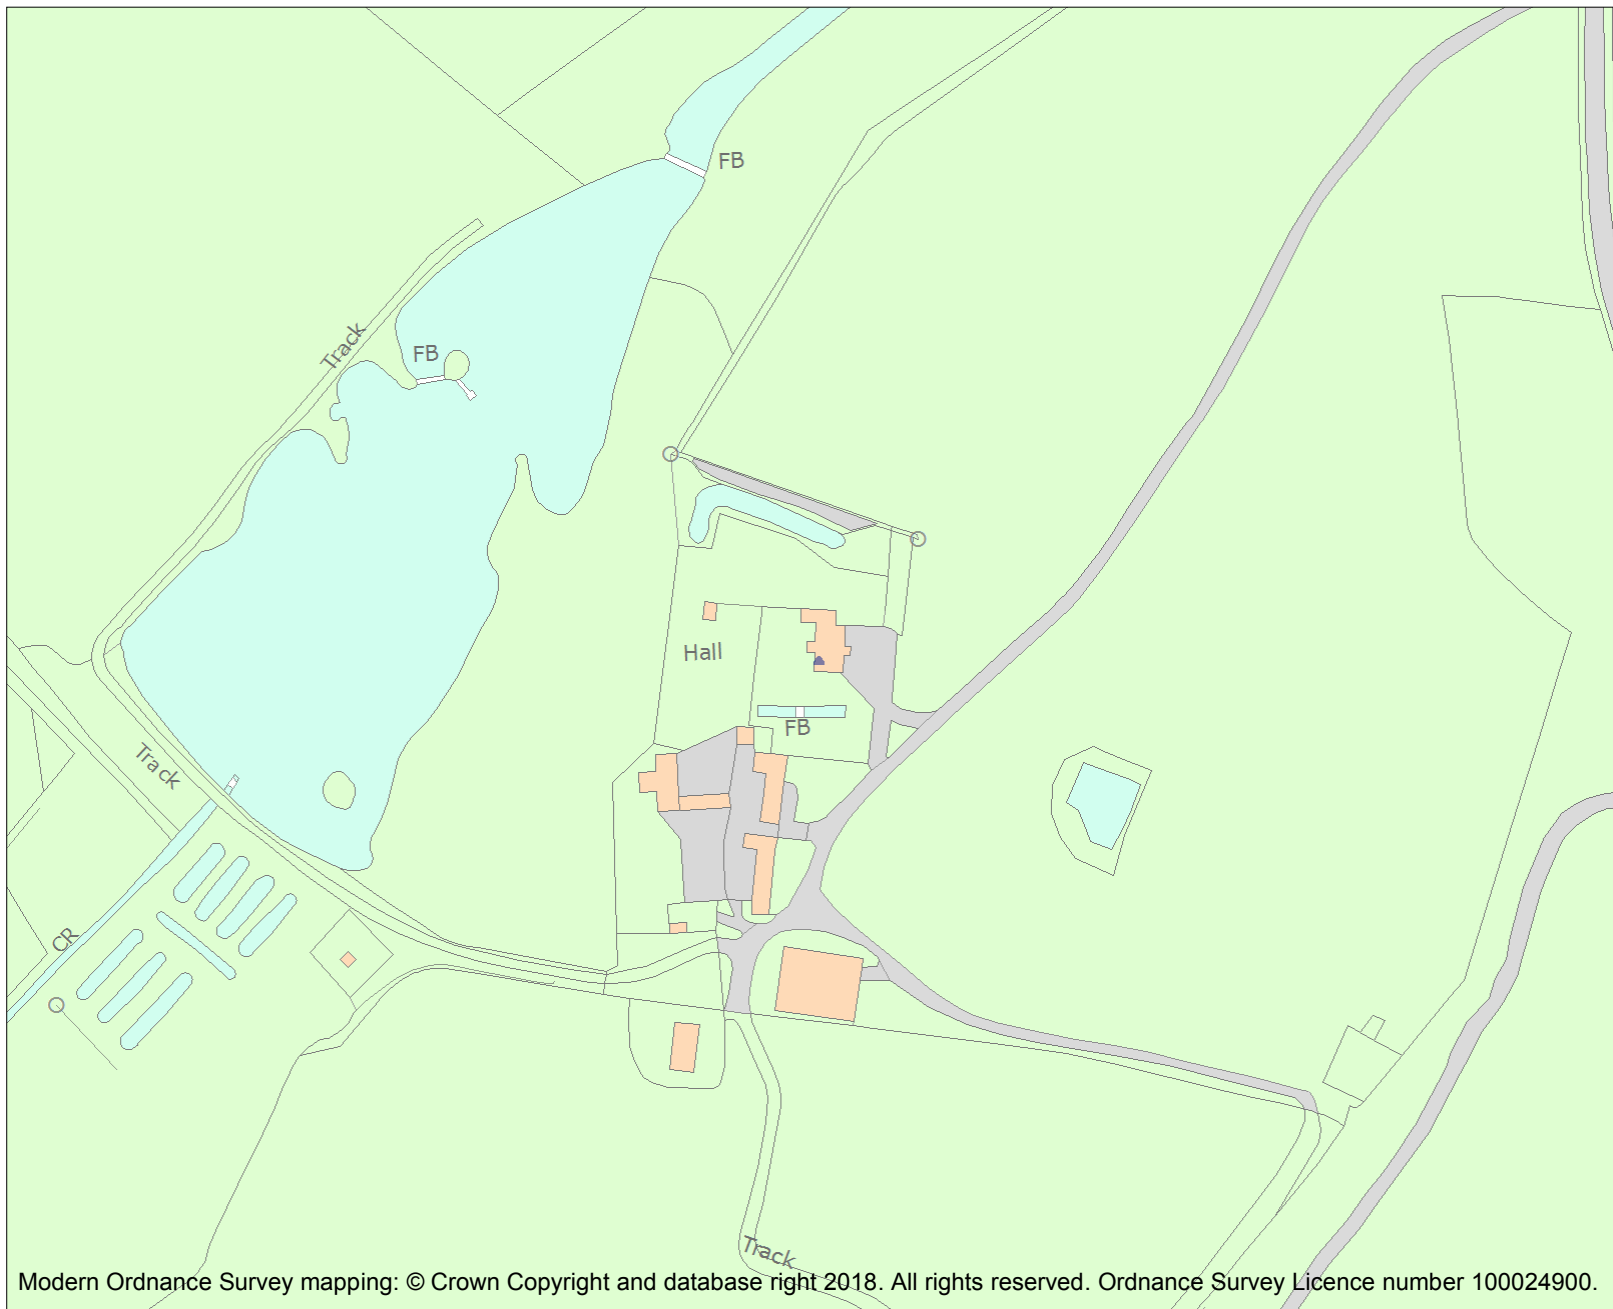 FB
Track
FB
Hall
FB
Track
CR
Track
Modern Ordnance Survey mapping: © Crown Copyright and database right 2018. All rights reserved. Ordnance Survey Licence number 100024900.